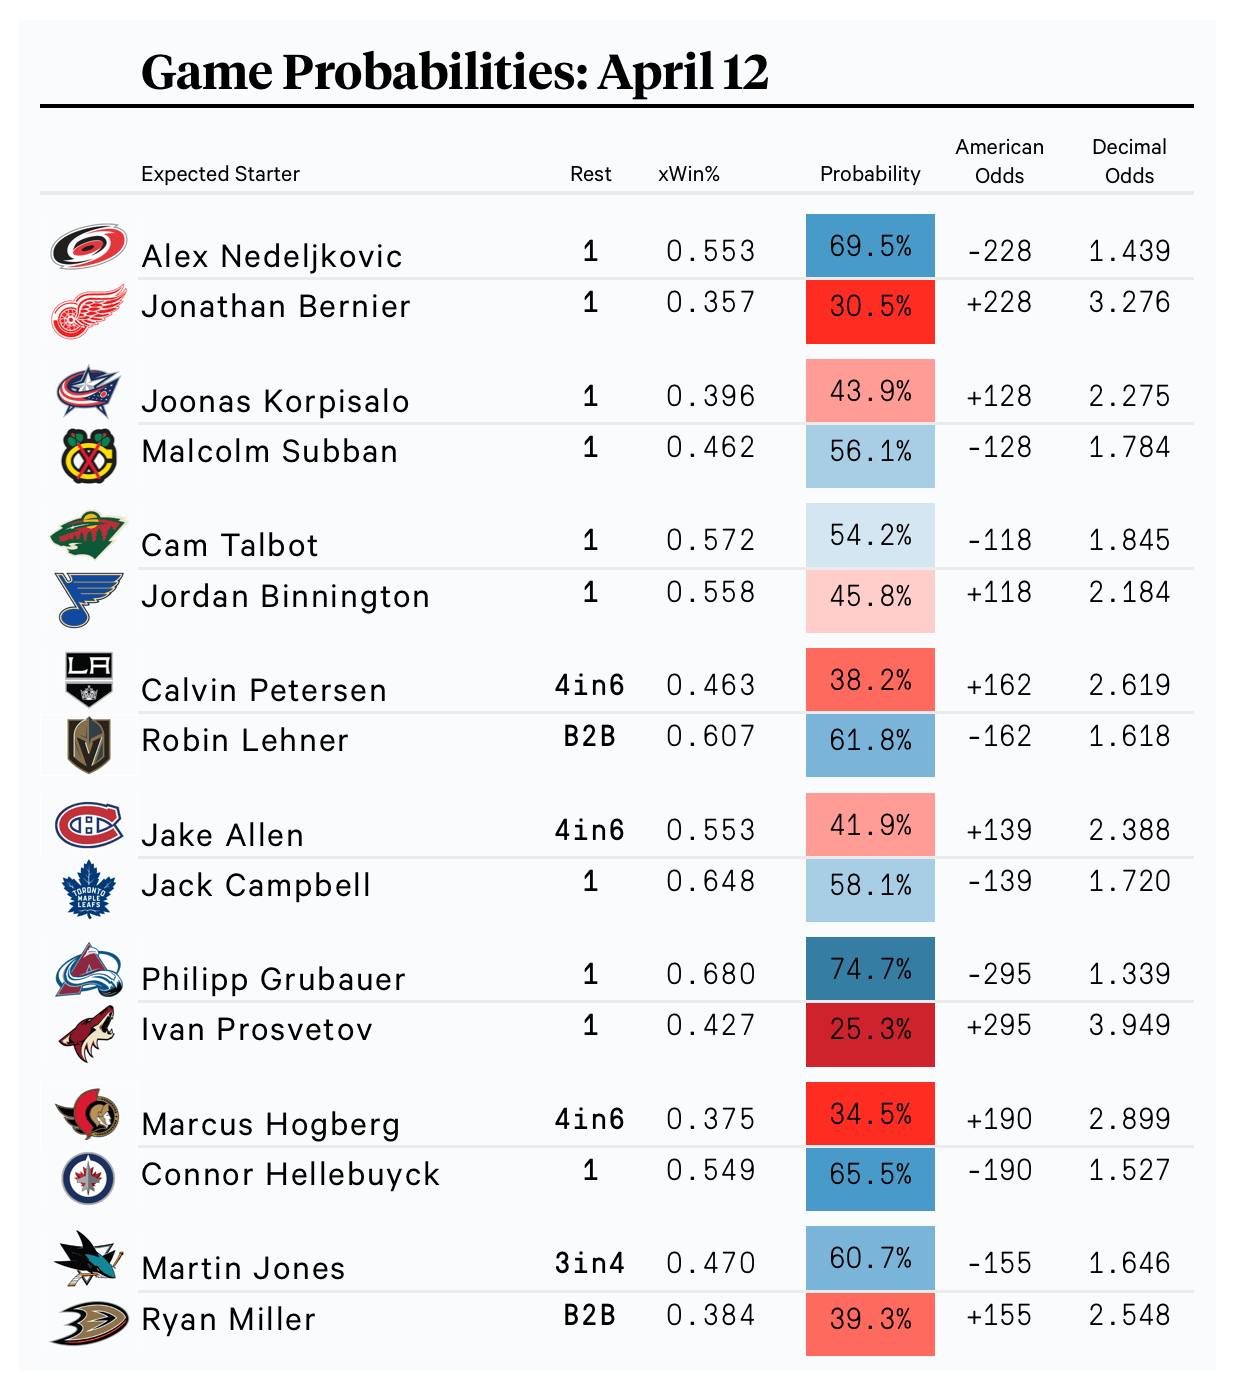 Game Probabilities: April 12
Expected Starter Rest xWin% Probability American Odds Decimal Odds
Alex Nedeljkovic 1 0.553 69.5% -228 1.439
Jonathan Bernier 1 0.357 30.5% +228 3.276
Joonas Korpisalo 1 0.396 43.9% +128 2.275
Malcolm Subban 1 0.462 56.1% -128 1.784
Cam Talbot 1 0.572 54.2% -118 1.845
Jordan Binnington 1 0.558 45.8% +118 2.184
LA
Calvin Petersen 4in6 0.463 38.2% +162 2.619
Robin Lehner B2B 0.607 61.8% -162 1.618
Jake Allen 4in6 0.553 41.9% +139 2.388
TORONTO MAPLE LEAFS
Jack Campbell 1 0.648 58.1% -139 1.720
Philipp Grubauer 1 0.680 74.7% -295 1.339
Ivan Prosvetov 1 0.427 25.3% +295 3.949
Marcus Hogberg 4in6 0.375 34.5% +190 2.899
Connor Hellebuyck 1 0.549 65.5% -190 1.527
Martin Jones 3in4 0.470 60.7% -155 1.646
Ryan Miller B2B 0.384 39.3% +155 2.548